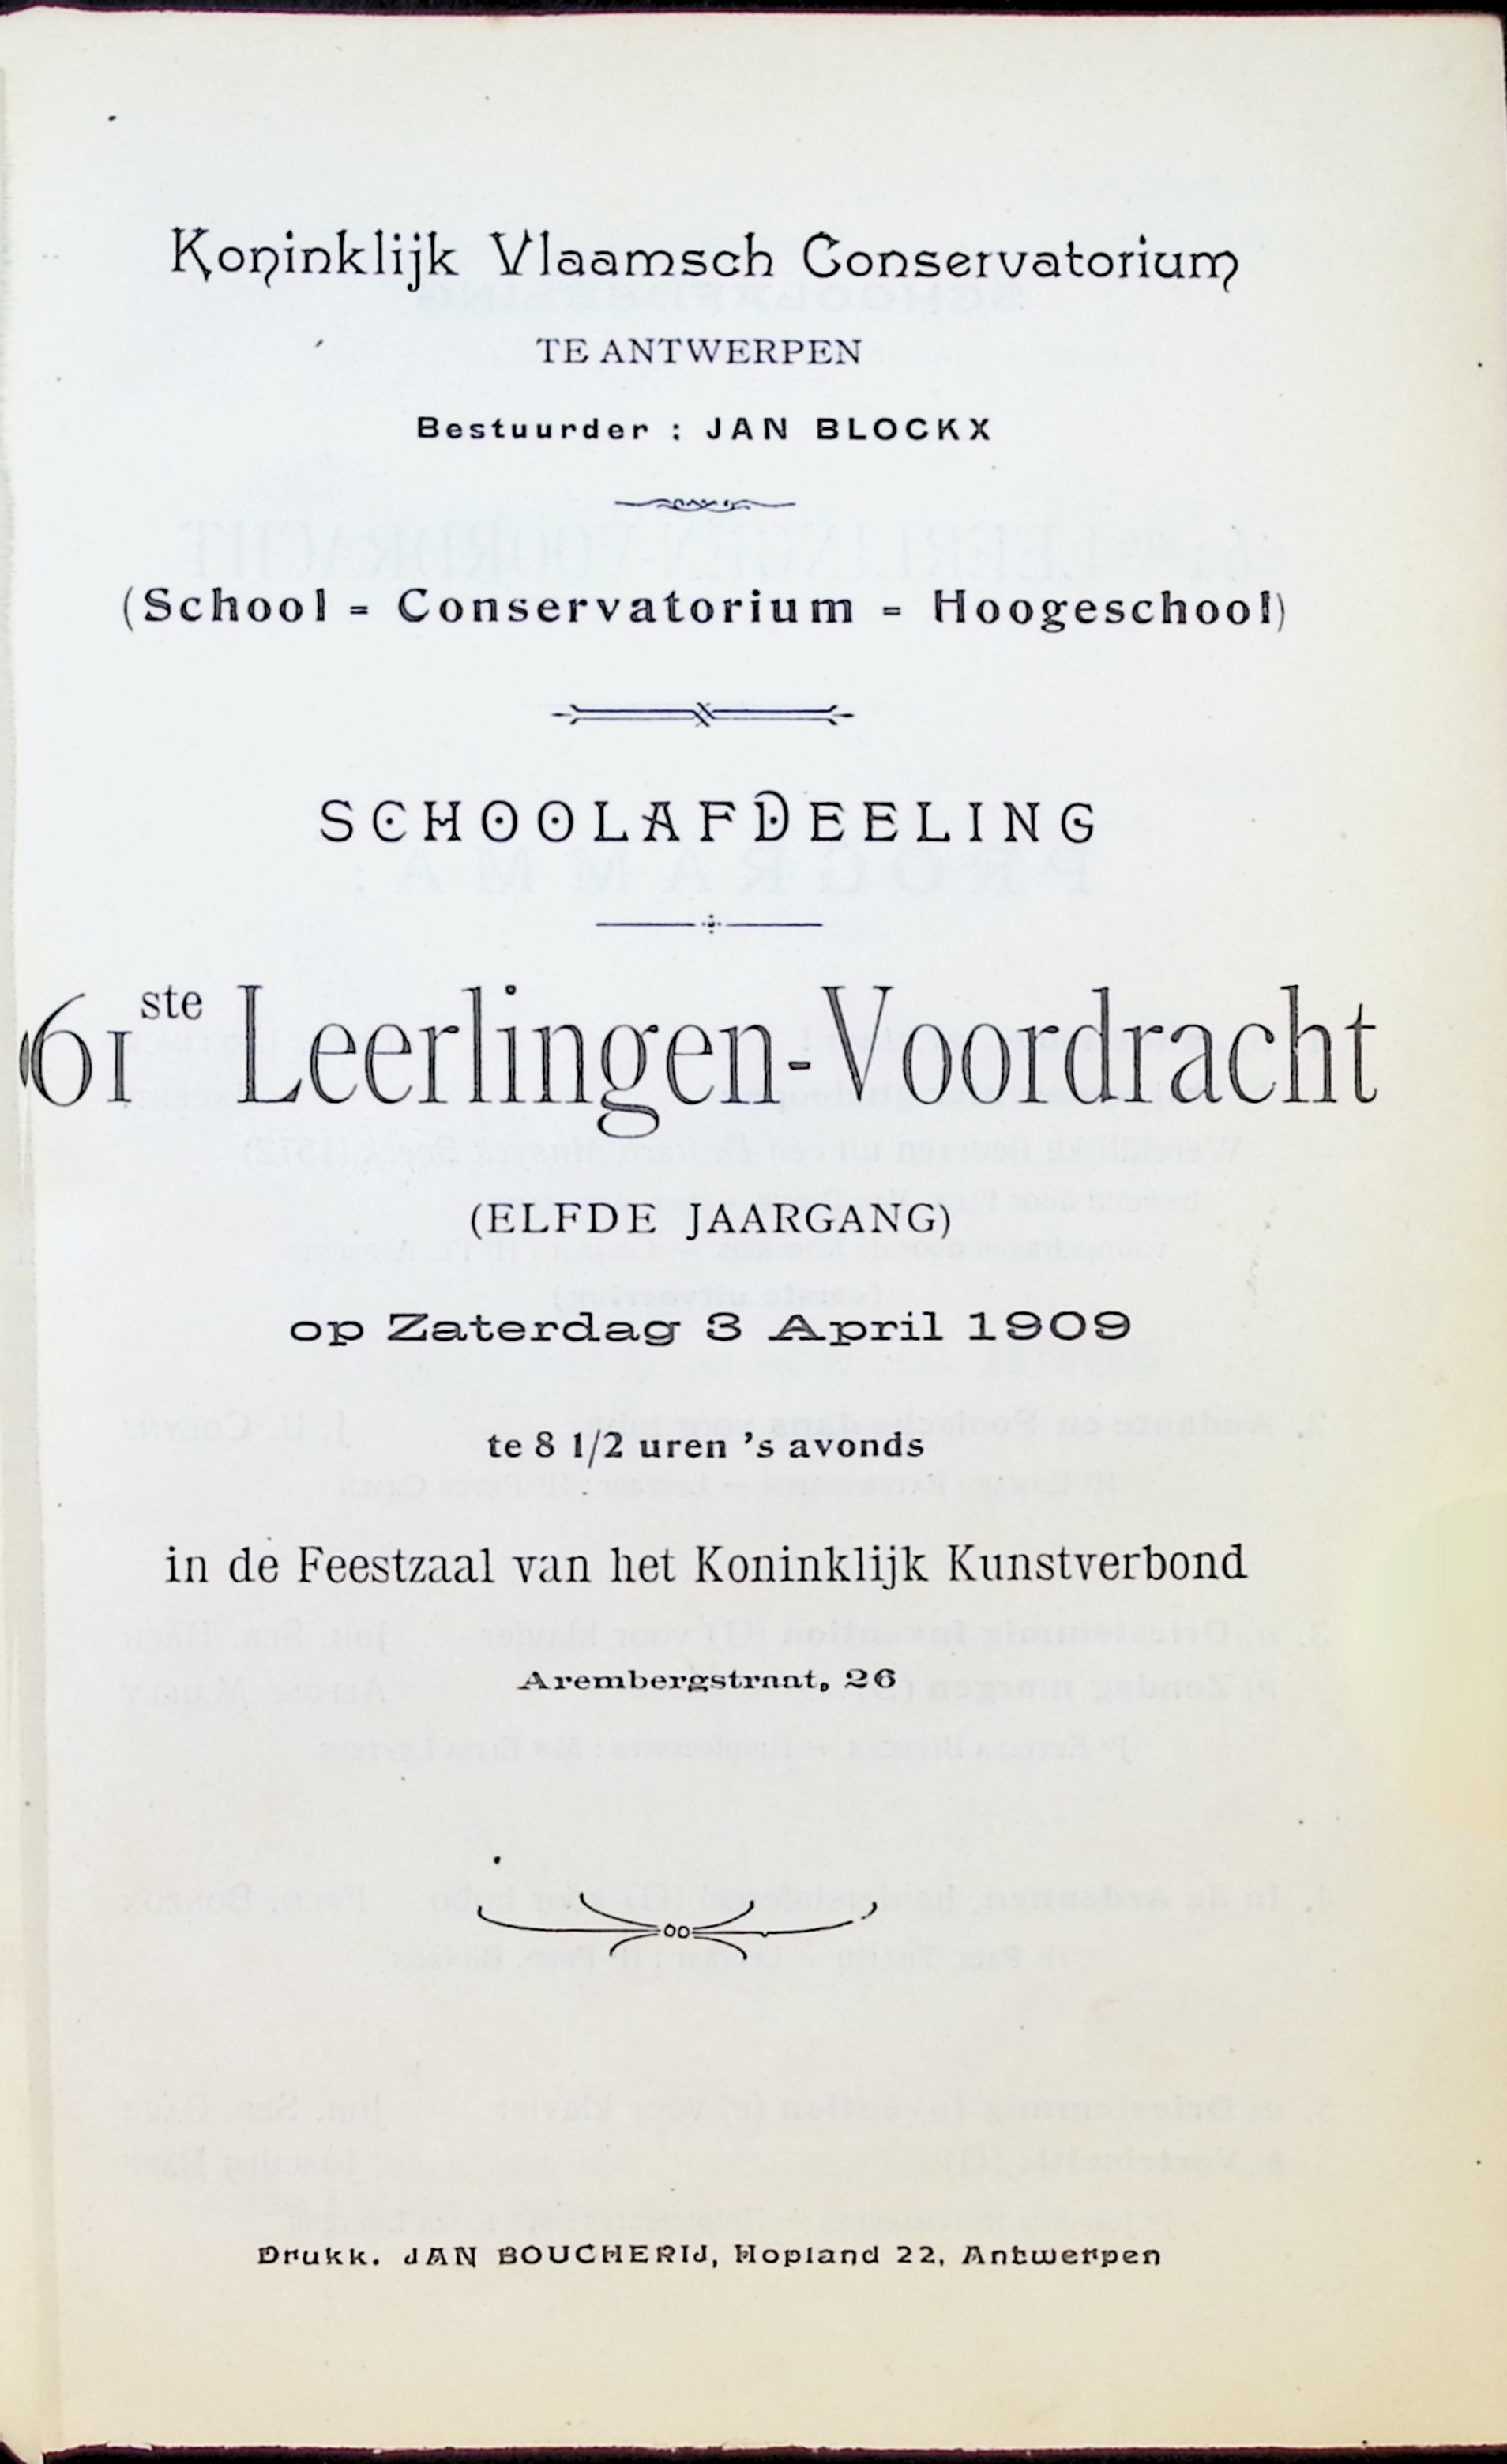 Koninklijk Vlaamsch Conservatorium
TE ANTWERPEN
Bestuurder : JAN BLOCKX
(School = Conservatorium = Hoogeschool)
SCHOOLAFDEELING
61ste Leerlingen-Voordracht
(ELFDE JAARGANG)
op Zaterdag 3 April 1909
te 8 1/2 uren 's avonds
in de Feestzaal van het Koninklijk Kunstverbond
Arembergstraat, 26
Drukk. JAN BOUCHERIJ, Hopland 22, Antwerpen